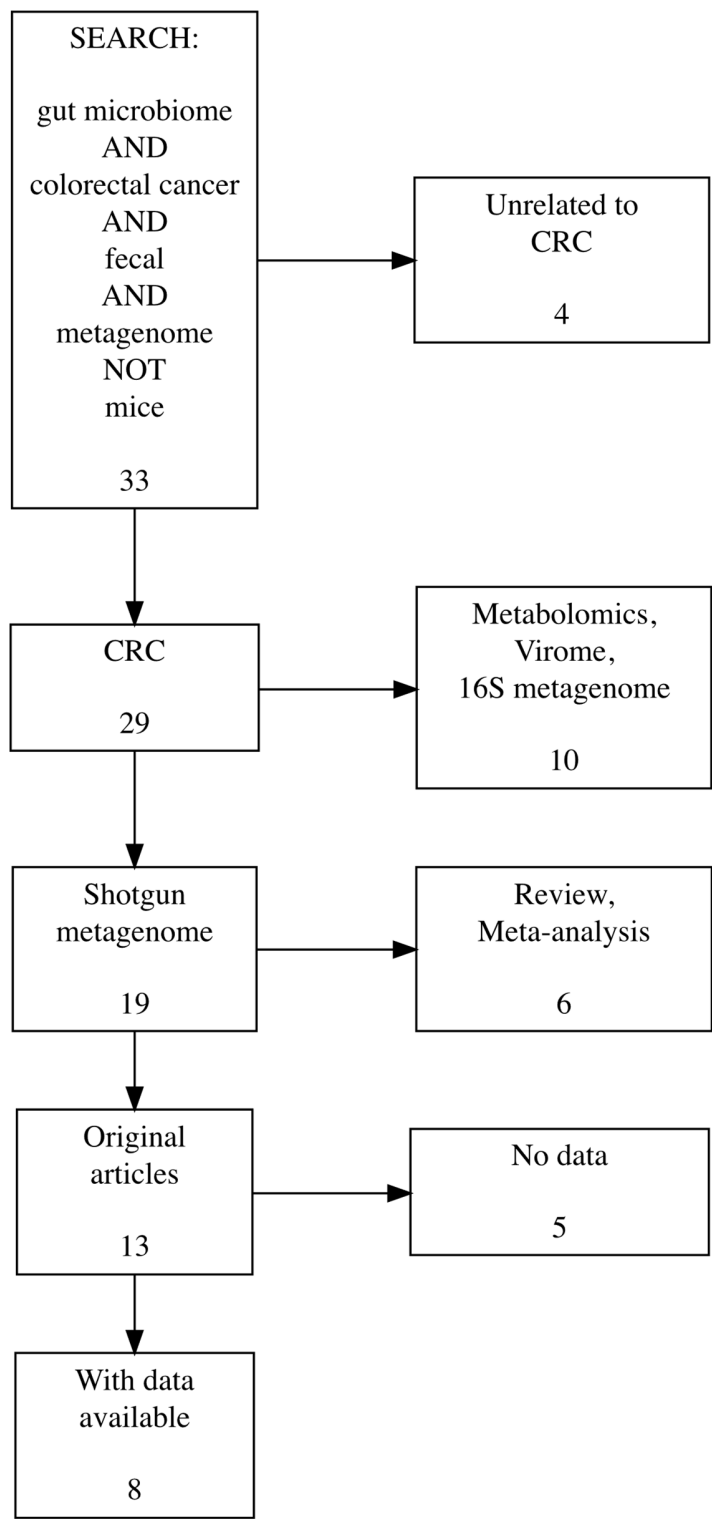 SEARCH:
gut microbiome
AND
colorectal cancer
AND
fecal
AND
metagenome
NOT
mice
33
Unrelated to
CRC
4
CRC
29
Metabolomics,
Virome,
16S metagenome
10
Shotgun
metagenome
19
Review,
Meta-analysis
6
Original
articles
13
No data
5
With data
available
8